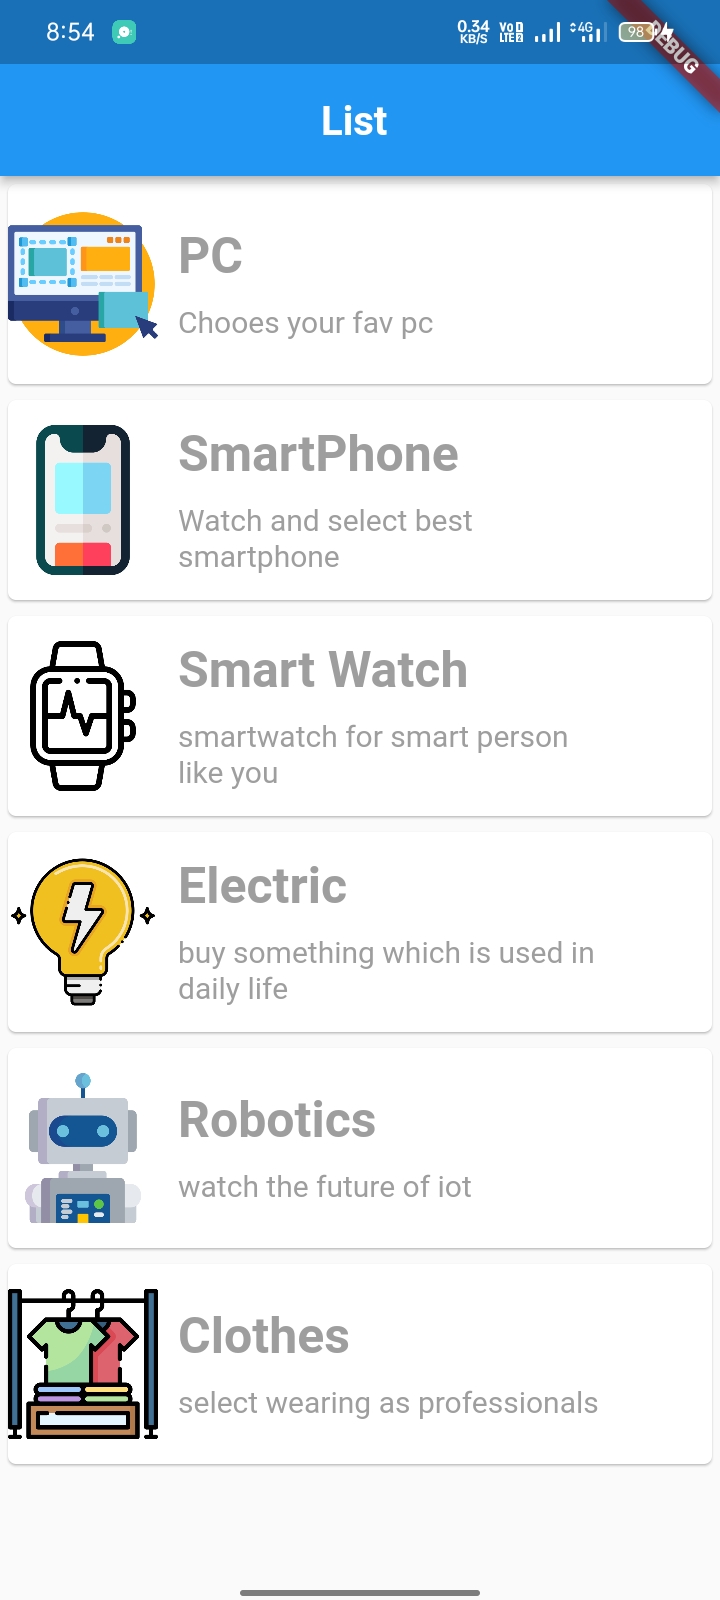 8:54
0.34
KB/S
Vo D
LTE 2
4G
98
DEBUG
List
PC
Chooes your fav pc
SmartPhone
Watch and select best
smartphone
Smart Watch
smartwatch for smart person
like you
Electric
buy something which is used in
daily life
Robotics
watch the future of iot
Clothes
select wearing as professionals